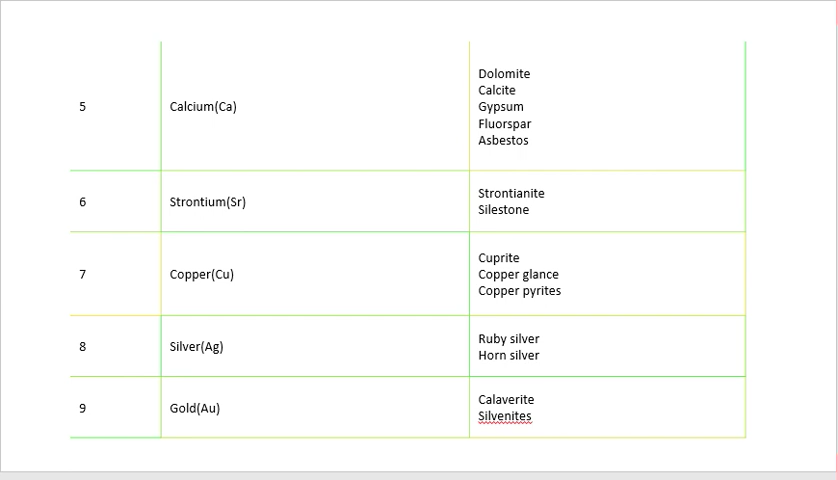 5
Calcium(Ca)
Dolomite
Calcite
Gypsum
Fluorspar
Asbestos
6
Strontium(Sr)
Strontianite
Silestone
7
Copper(Cu)
Cuprite
Copper glance
Copper pyrites
8
Silver(Ag)
Ruby silver
Horn silver
9
Gold(Au)
Calaverite
Silvenites